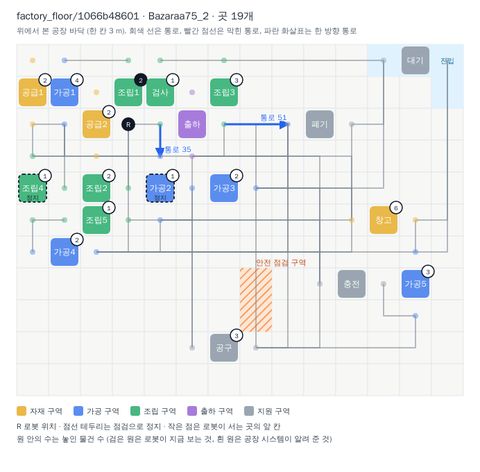 factory_floor/1066b48601 · Bazaraa75_2 · 곳 19개
위에서 본 공장 바닥 (한 칸 3 m). 회색 선은 통로, 빨간 점선은 막힌 통로, 파란 화살표는 한 방향 통로
대기
진입
공급1 2
가공1 4
조립1 2
검사 1
조립3 3
공급2 2
R
출하
통로 51
폐기
통로 35
조립4 1
정지
조립2 2
가공2 1
정지
가공3 2
조립5 1
창고 6
가공4 2
안전 점검 구역
충전
가공5 3
공구 3
자재 구역
가공 구역
조립 구역
출하 구역
지원 구역
R 로봇 위치 · 점선 테두리는 점검으로 정지 · 작은 점은 로봇이 서는 곳의 앞 칸
원 안의 수는 놓인 물건 수 (검은 원은 로봇이 지금 보는 것, 흰 원은 공장 시스템이 알려 준 것)